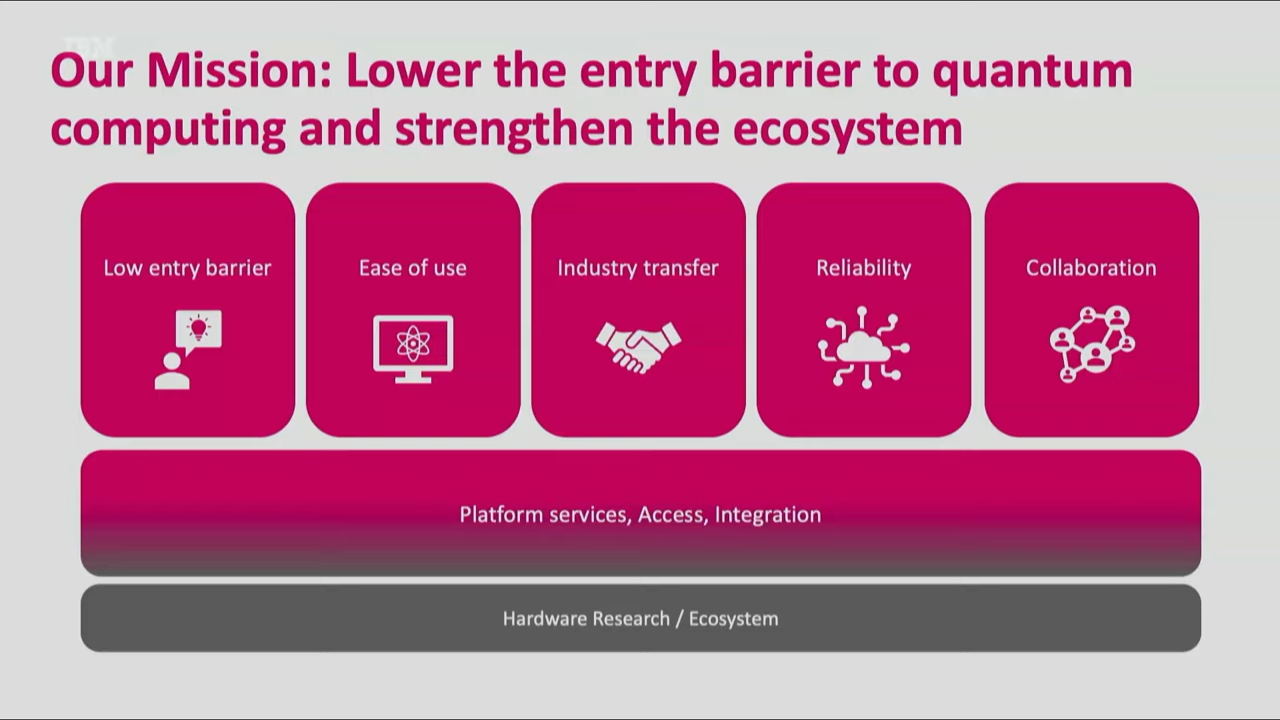 IBM
Our Mission: Lower the entry barrier to quantum
computing and strengthen the ecosystem
Low entry barrier
Ease of use
Industry transfer
Reliability
Collaboration
Platform services, Access, Integration
Hardware Research / Ecosystem